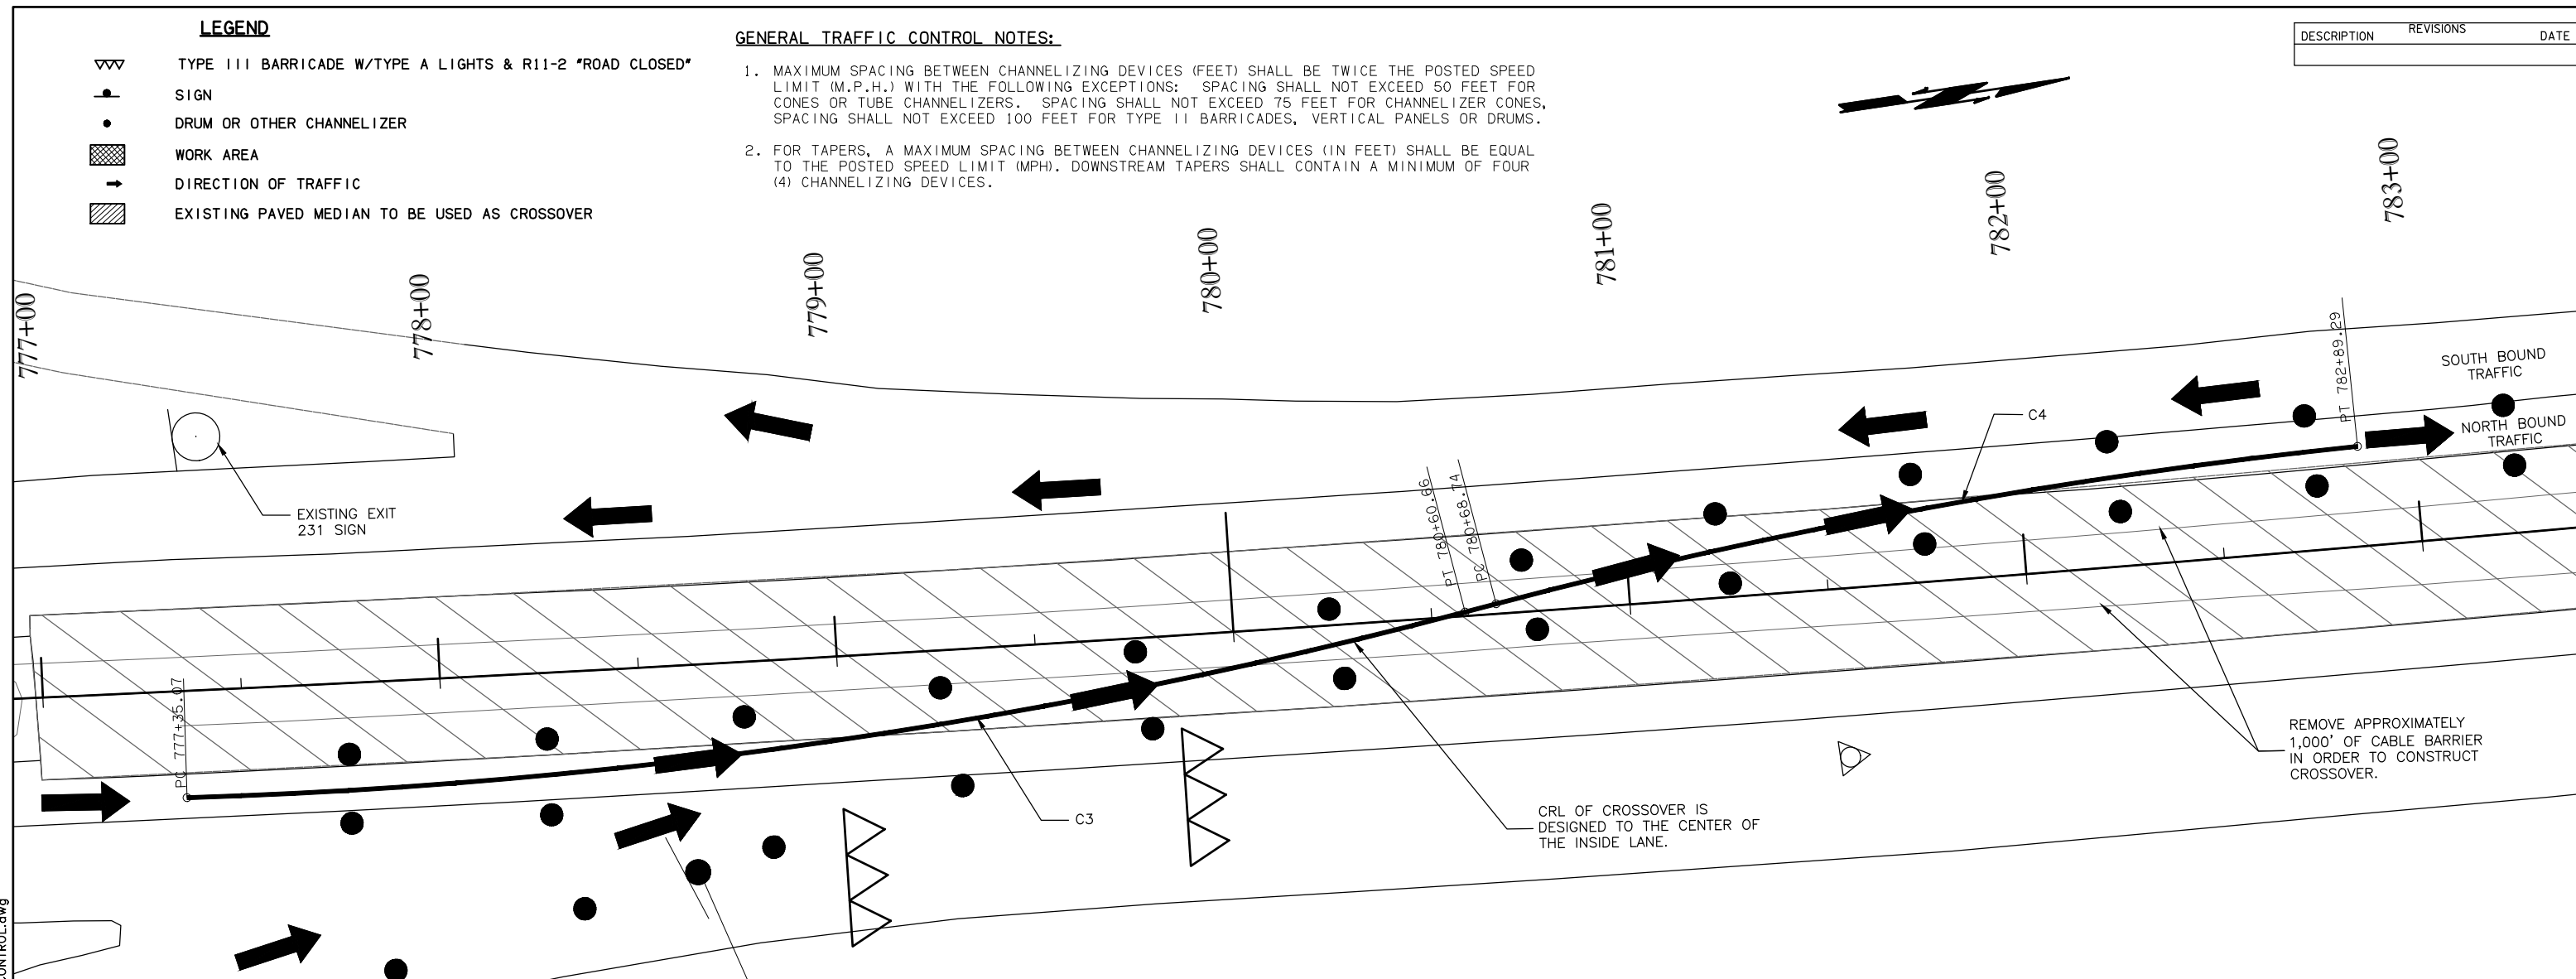 LEGEND
TYPE III BARRICADE W/TYPE A LIGHTS & R11-2 "ROAD CLOSED"
SIGN
DRUM OR OTHER CHANNELIZER
WORK AREA
DIRECTION OF TRAFFIC
EXISTING PAVED MEDIAN TO BE USED AS CROSSOVER
GENERAL TRAFFIC CONTROL NOTES:
1. MAXIMUM SPACING BETWEEN CHANNELIZING DEVICES (FEET) SHALL BE TWICE THE POSTED SPEED
LIMIT (M.P.H.) WITH THE FOLLOWING EXCEPTIONS: SPACING SHALL NOT EXCEED 50 FEET FOR
CONES OR TUBE CHANNELIZERS. SPACING SHALL NOT EXCEED 75 FEET FOR CHANNELIZER CONES,
SPACING SHALL NOT EXCEED 100 FEET FOR TYPE II BARRICADES, VERTICAL PANELS OR DRUMS.
2. FOR TAPERS, A MAXIMUM SPACING BETWEEN CHANNELIZING DEVICES (IN FEET) SHALL BE EQUAL
TO THE POSTED SPEED LIMIT (MPH). DOWNSTREAM TAPERS SHALL CONTAIN A MINIMUM OF FOUR
(4) CHANNELIZING DEVICES.
REVISIONS
DESCRIPTION DATE
777+00
778+00
779+00
780+00
781+00
782+00
783+00
EXISTING EXIT
231 SIGN
PC 777+35.07
PT 780+60.66
PC 780+68.74
PT 782+89.29
C4
SOUTH BOUND
TRAFFIC
NORTH BOUND
TRAFFIC
C3
CRL OF CROSSOVER IS
DESIGNED TO THE CENTER OF
THE INSIDE LANE.
REMOVE APPROXIMATELY
1,000' OF CABLE BARRIER
IN ORDER TO CONSTRUCT
CROSSOVER.
CONTROL.dwg